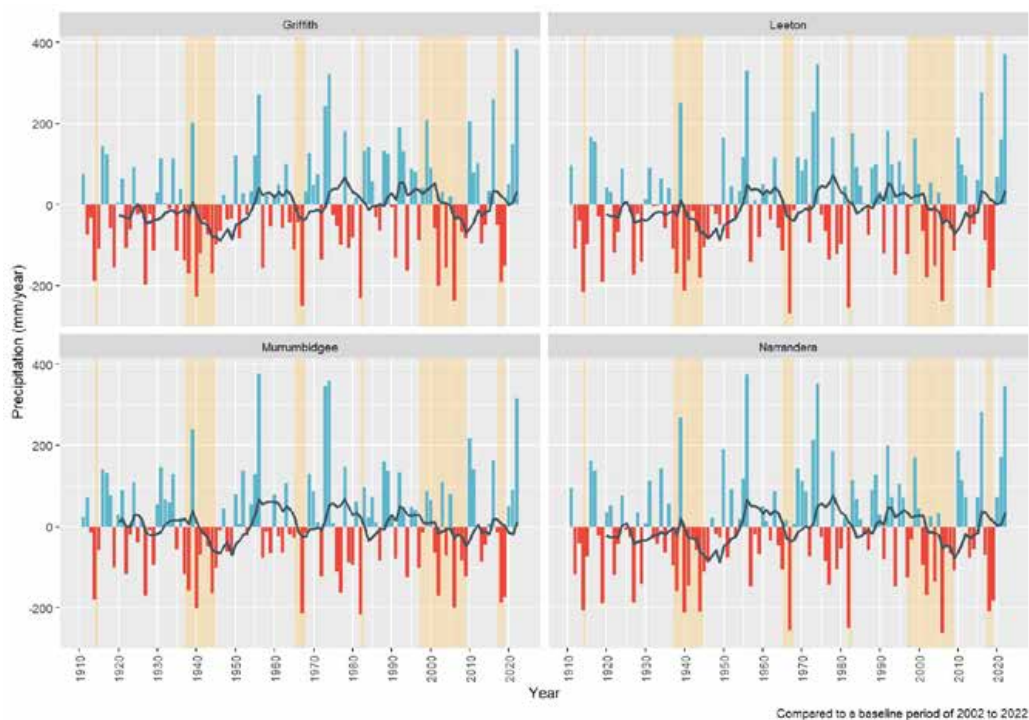 Griffith
Leeton
400
200
0
-200
Murrumbidgee
Narrandera
400
200
0
-200
Precipitation (mm/year)
1910 1920 1930 1940 1950 1960 1970 1980 1990 2000 2010 2020
1910 1920 1930 1940 1950 1960 1970 1980 1990 2000 2010 2020
Year
Compared to a baseline period of 2002 to 2022